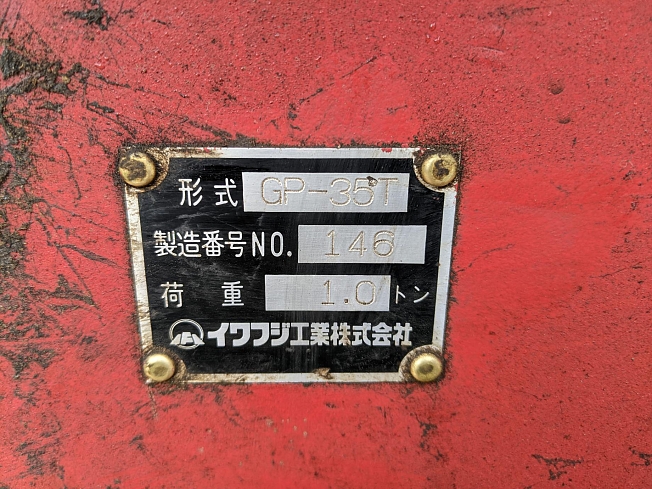 形式 GP-35T
製造番号NO. 146
荷重 1.0トン
イワフジ工業株式会社